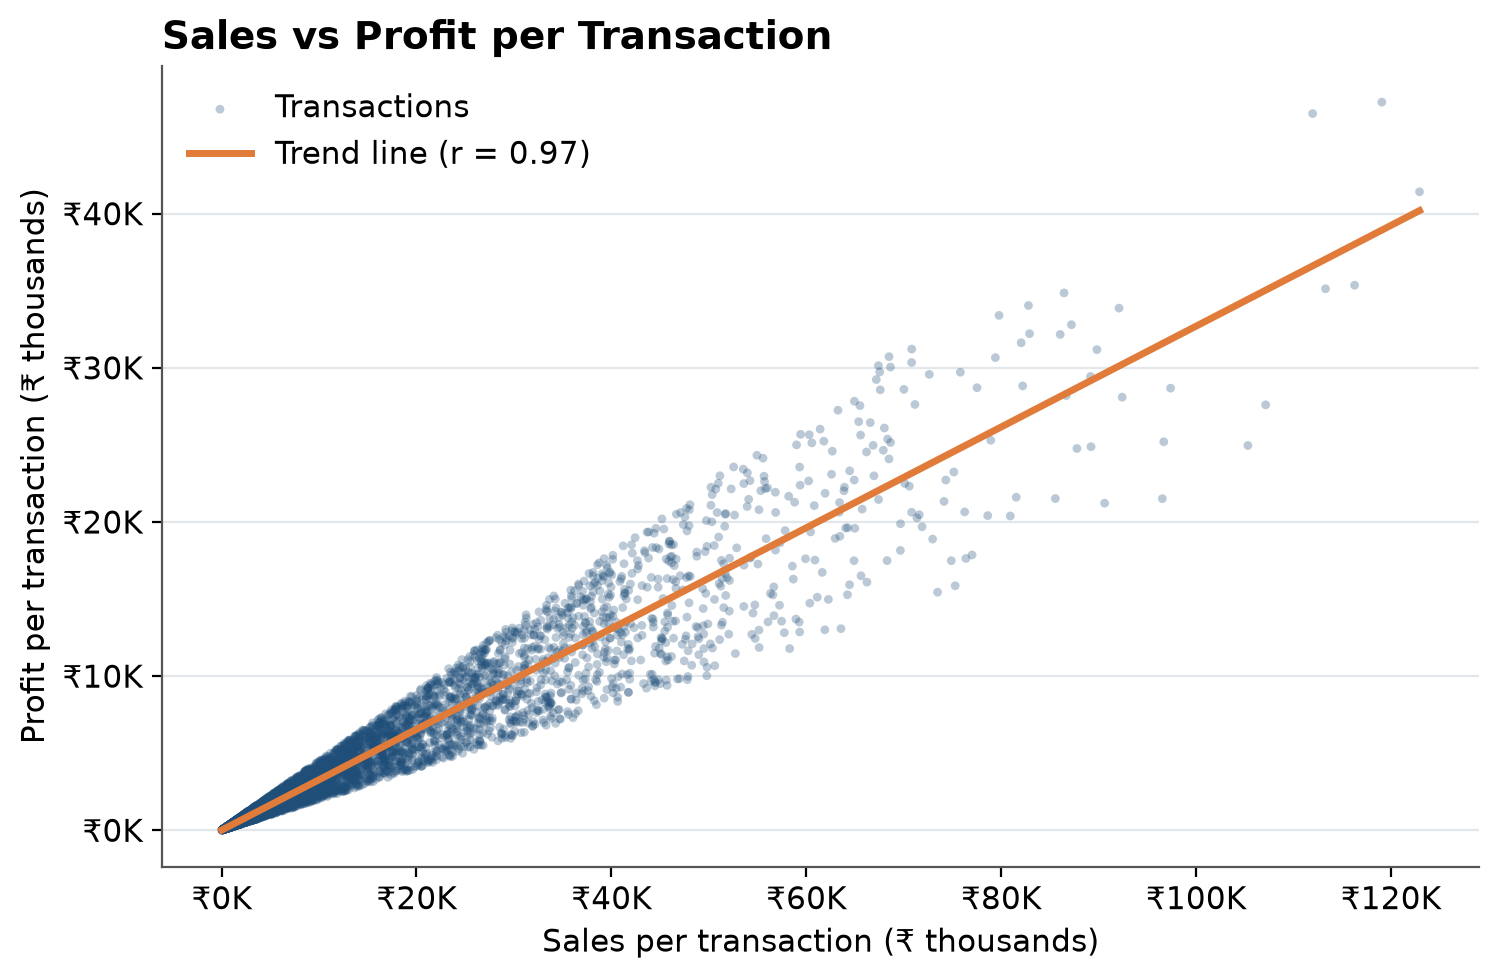 Sales vs Profit per Transaction
Transactions
Trend line (r = 0.97)
Profit per transaction (₹ thousands)
₹40K
₹30K
₹20K
₹10K
₹0K
₹0K ₹20K ₹40K ₹60K ₹80K ₹100K ₹120K
Sales per transaction (₹ thousands)